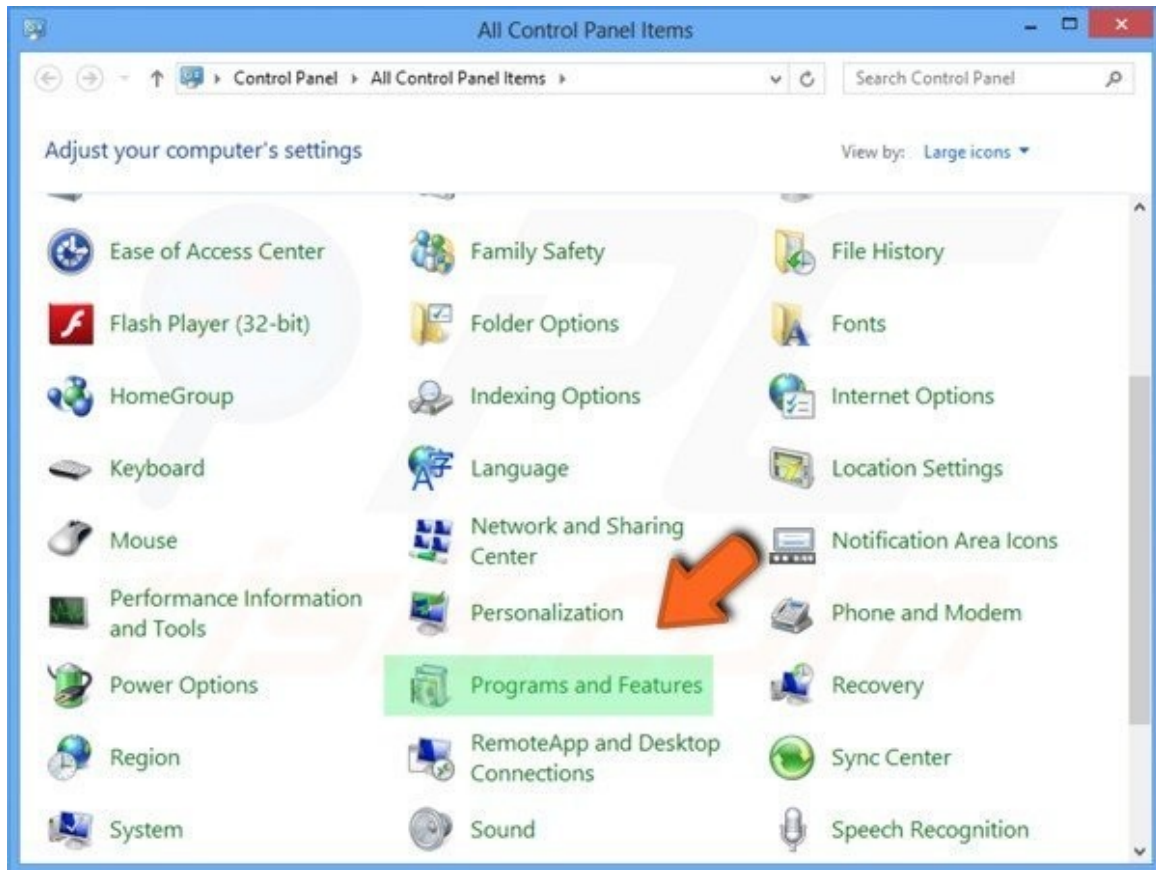 All Control Panel Items
Control Panel All Control Panel Items
Search Control Panel
Adjust your computer's settings
View by: Large icons
Ease of Access Center
Family Safety
File History
Flash Player (32-bit)
Folder Options
Fonts
HomeGroup
Indexing Options
Internet Options
Keyboard
Language
Location Settings
Mouse
Network and Sharing
Center
Notification Area Icons
Performance Information
and Tools
Personalization
Phone and Modem
Power Options
Programs and Features
Recovery
Region
RemoteApp and Desktop
Connections
Sync Center
System
Sound
Speech Recognition